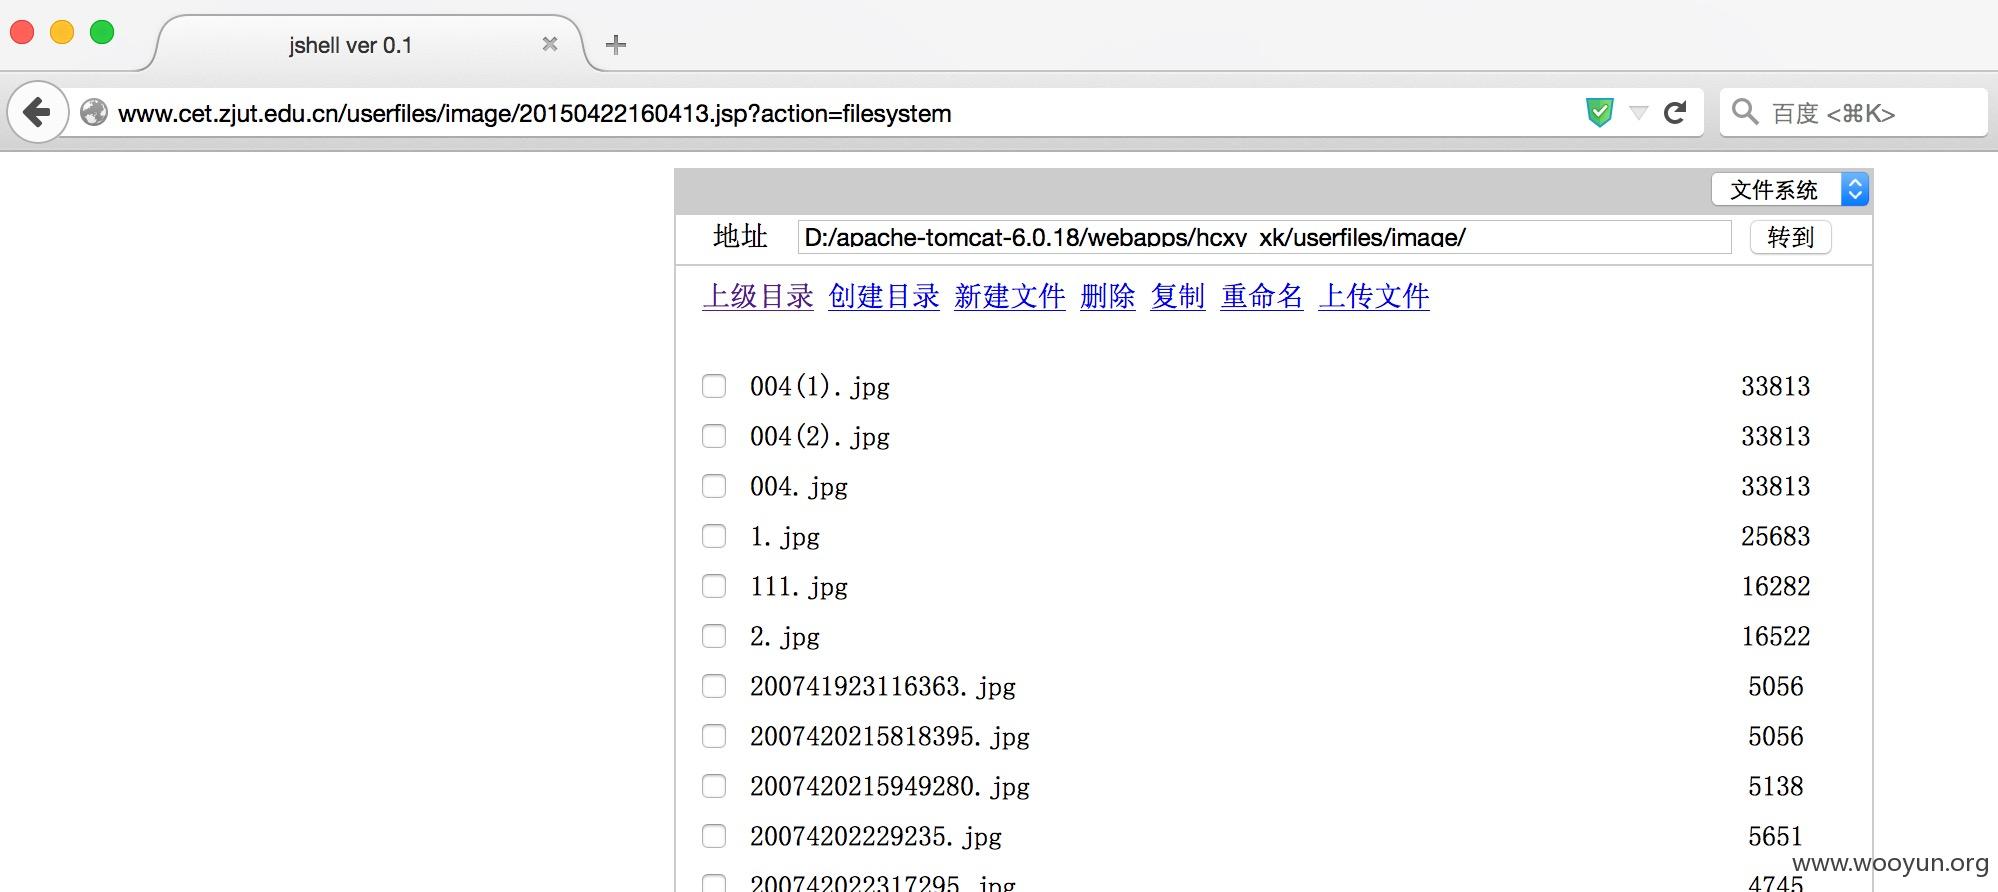 jshell ver 0.1
www.cet.zjut.edu.cn/userfiles/image/20150422160413.jsp?action=filesystem
百度 <⌘K>
文件系统
地址 D:/apache-tomcat-6.0.18/webapps/hcxy_xk/userfiles/image/ 转到
上级目录 创建目录 新建文件 删除 复制 重命名 上传文件
004(1).jpg 33813
004(2).jpg 33813
004.jpg 33813
1.jpg 25683
111.jpg 16282
2.jpg 16522
200741923116363.jpg 5056
2007420215818395.jpg 5056
2007420215949280.jpg 5138
20074202229235.jpg 5651
200742022317295.jpg 4745
www.wooyun.org